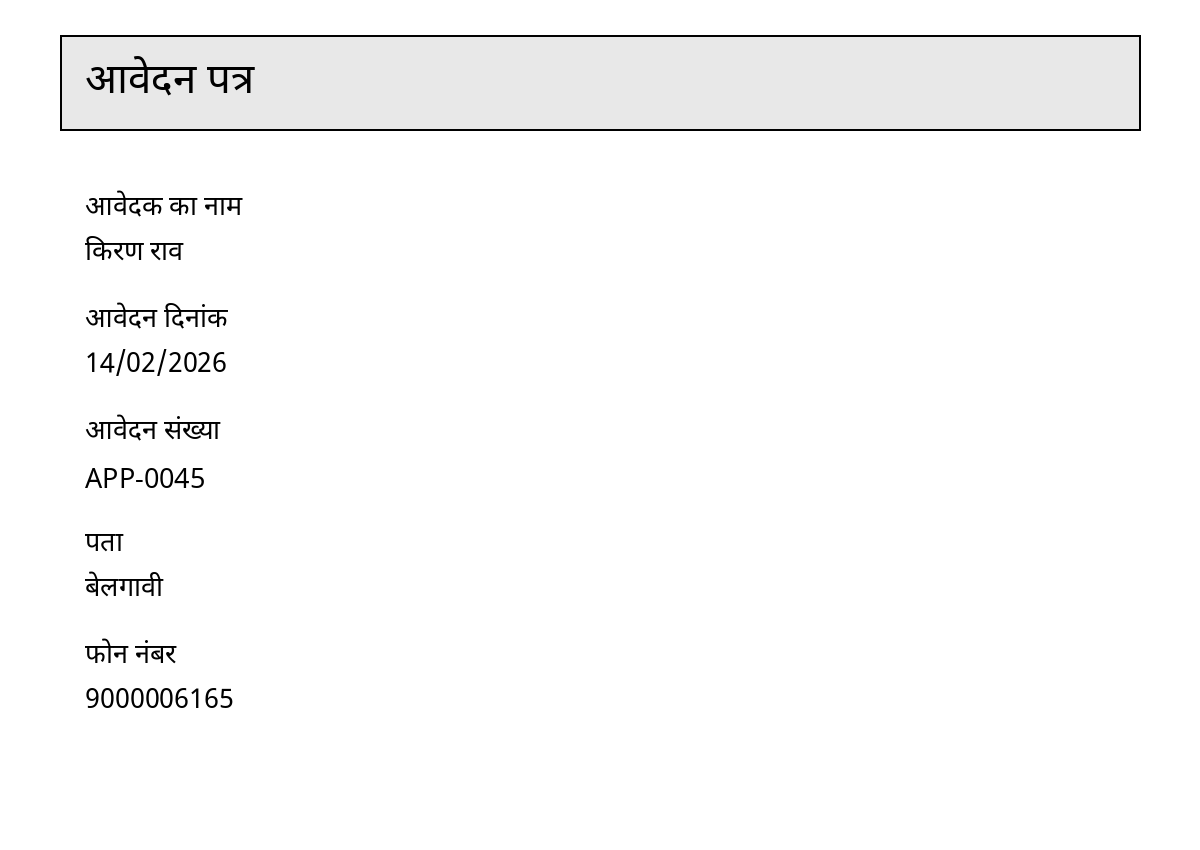 आवेदन पत्र
आवेदक का नाम
किरण राव
आवेदन दिनांक
14/02/2026
आवेदन संख्या
APP-0045
पता
बेलगावी
फोन नंबर
9000006165